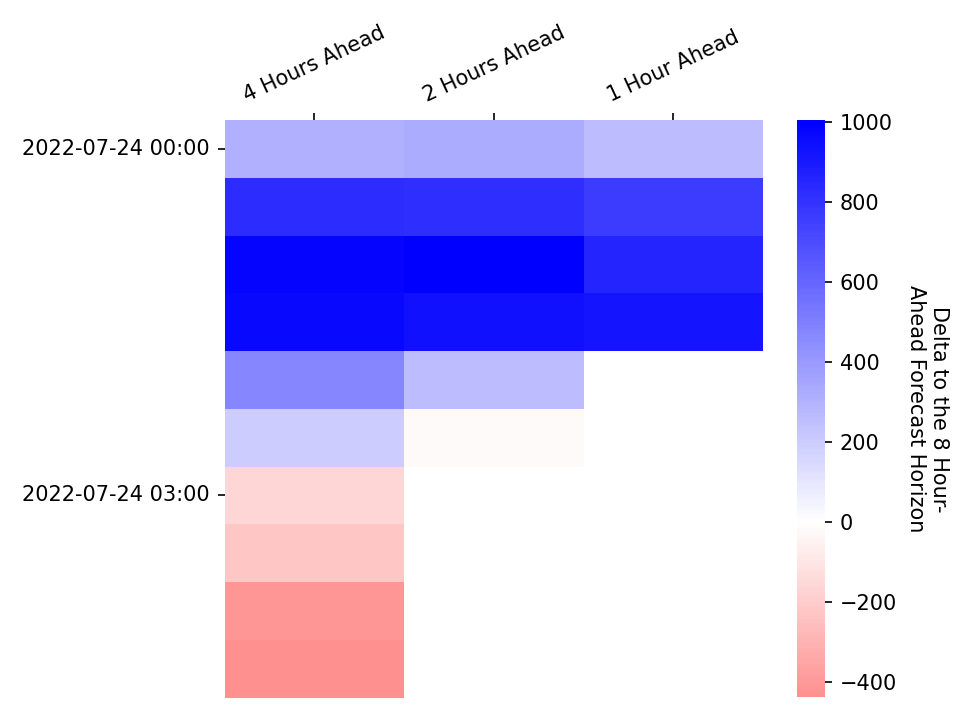 4 Hours Ahead
2 Hours Ahead
1 Hour Ahead
2022-07-24 00:00
2022-07-24 03:00
1000
800
600
400
200
0
−200
−400
Delta to the 8 Hour-
Ahead Forecast Horizon